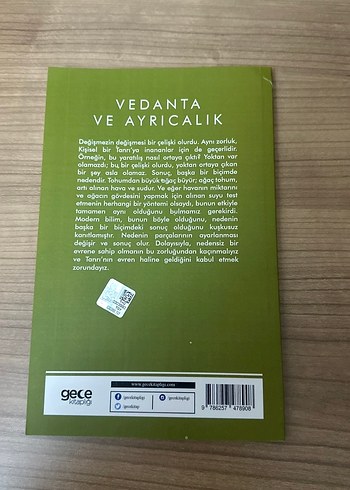 VEDANTA
VE AYRICALIK
Değişmezin değişmesi bir çelişki olurdu. Aynı zorluk,
Kişisel bir Tanrı'ya inananlar için de geçerlidir.
Örneğin, bu yaratılış nasıl ortaya çıktı? Yoktan var
olamazdı; bu bir çelişki olurdu, yoktan ortaya çıkan
bir şey asla olamaz. Sonuç, başka bir biçimde
nedendir. Tohumdan büyük ağaç büyür; ağaç tohum,
artı alınan hava ve sudur. Ve eğer havanın miktarını
ve ağacın gövdesini yapmak için alınan suyu test
etmenin herhangi bir yöntemi olsaydı, bunun etkiyle
tamamen aynı olduğunu bulmamız gerekirdi.
Modern bilim, bunun böyle olduğunu, nedenin
başka bir biçimdeki sonuç olduğunu kuşkusuz
kanıtlamıştır. Nedenin parçalarının ayarlanması
değişir ve sonuç olur. Dolayısıyla, nedensiz bir
evrene sahip olmanın bu zorluğundan kaçınmalıyız
ve Tanrı'nın evren haline geldiğini kabul etmek
zorundayız.
gece
kitaplığı
www.gecekitapligi.com
/gecekitapligi
/gecekitapligi
/gecekitap
9 786257 478908